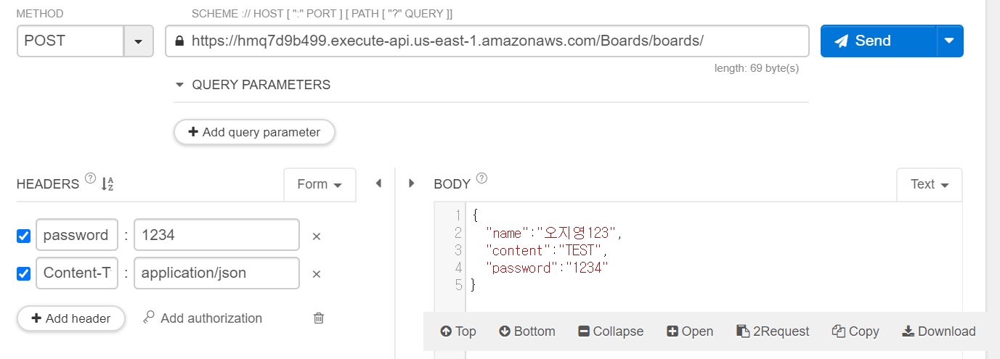 METHOD
SCHEME :// HOST [ ":" PORT ] [ PATH [ "?" QUERY ]]
POST
https://hmq7d9b499.execute-api.us-east-1.amazonaws.com/Boards/boards/
Send
length: 69 byte(s)
QUERY PARAMETERS
+ Add query parameter
HEADERS ? A Z
Form
BODY ?
Text
password : 1234 ×
Content-T : application/json ×
+ Add header
Add authorization
1 {
2 "name":"오지영123",
3 "content":"TEST",
4 "password":"1234"
5 }
Top Bottom Collapse Open 2Request Copy Download